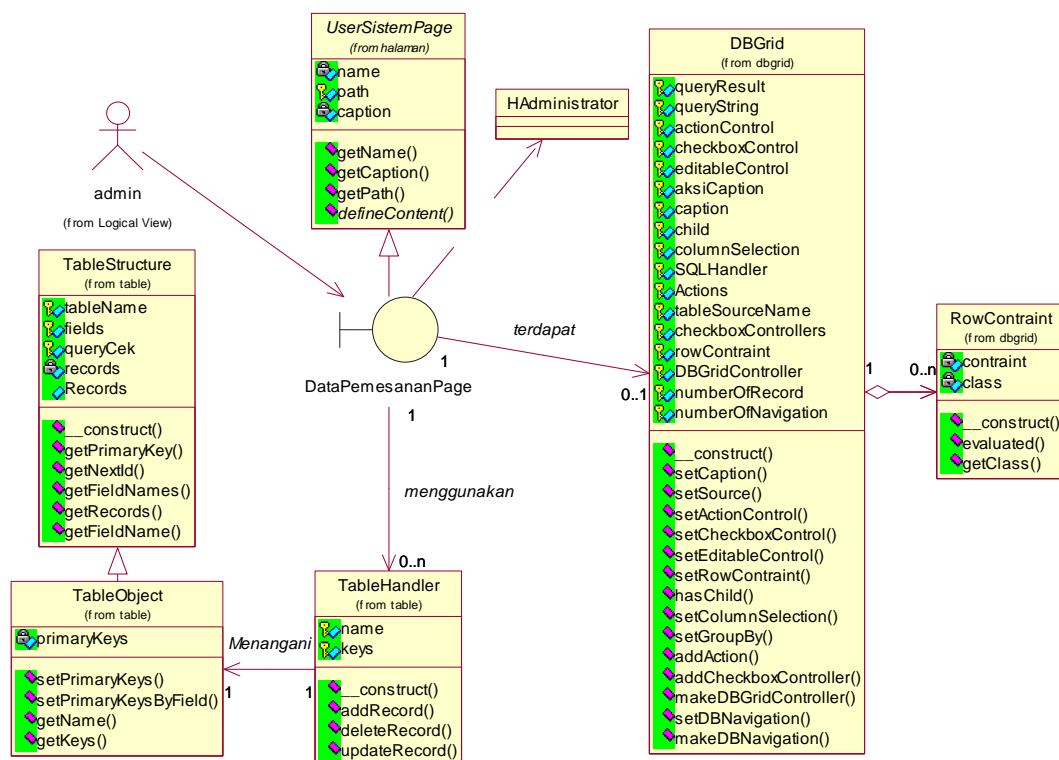 UserSistemPage
(from halaman)
name
path
caption
getName()
getCaption()
getPath()
defineContent()
HAdministrator
DBGrid
(from dbgrid)
queryResult
queryString
actionControl
checkboxControl
editableControl
aksiCaption
caption
child
columnSelection
SQLHandler
Actions
tableSourceName
checkboxControllers
rowContraint
DBGridController
numberOfRecord
numberOfNavigation
__construct()
setCaption()
setSource()
setActionControl()
setCheckboxControl()
setEditableControl()
setRowContraint()
hasChild()
setColumnSelection()
setGroupBy()
addAction()
addCheckboxController()
makeDBGridController()
setDBNavigation()
makeDBNavigation()
admin
(from Logical View)
TableStructure
(from table)
tableName
fields
queryCek
records
Records
__construct()
getPrimaryKey()
getNextId()
getFieldNames()
getRecords()
getFieldName()
DataPemesananPage
terdapat
1
0..1
1
0..n
RowContraint
(from dbgrid)
contraint
class
__construct()
evaluated()
getClass()
1
menggunakan
0..n
TableObject
(from table)
primaryKeys
setPrimaryKeys()
setPrimaryKeysByField()
getName()
getKeys()
Menangani
1
1
TableHandler
(from table)
name
keys
__construct()
addRecord()
deleteRecord()
updateRecord()